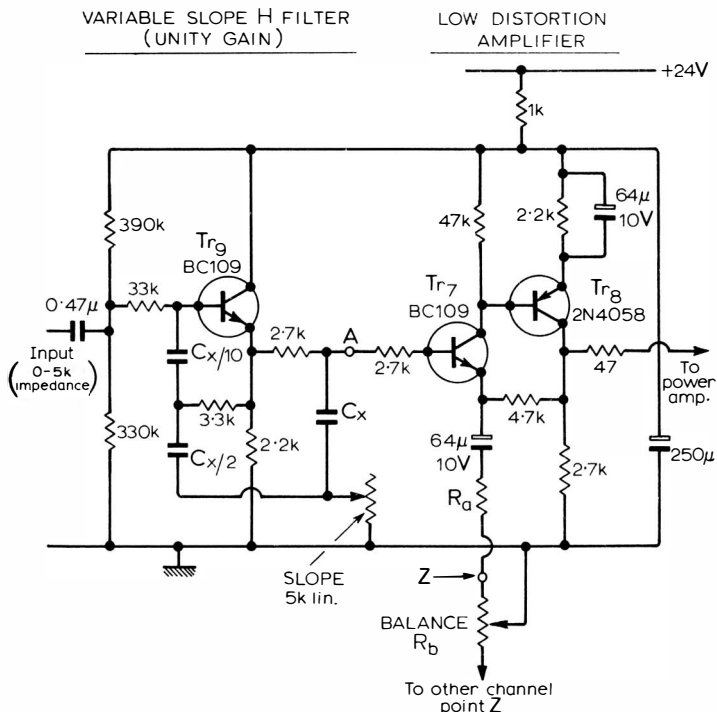 VARIABLE SLOPE H FILTER
(UNITY GAIN)
LOW DISTORTION
AMPLIFIER
+24V
1k
390k
Tr9
BC109
33k
0·47µ
Input
(0-5k
impedance)
Cx/10
3·3k
Cx/2
330k
2·2k
2·7k
A
Cx
SLOPE
5k lin.
47k
Tr7
BC109
2·7k
2·2k
64µ
10V
Tr8
2N4058
47
To
power
amp.
4·7k
64µ
10V
2·7k
250µ
Ra
Z
BALANCE
Rb
To other channel
point Z